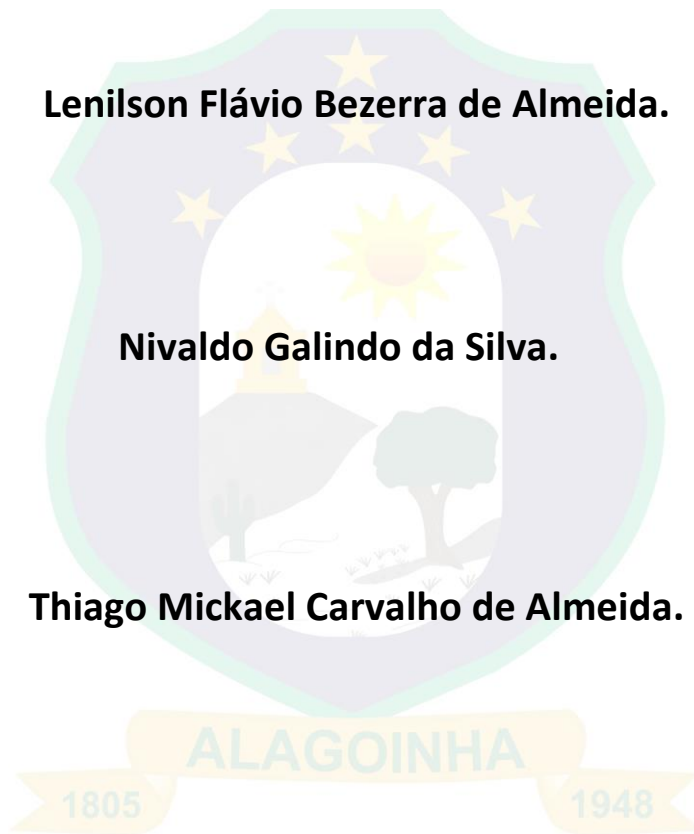 Lenilson Flávio Bezerra de Almeida.
Nivaldo Galindo da Silva.
Thiago Mickael Carvalho de Almeida.
ALAGOINHA
1805 1948